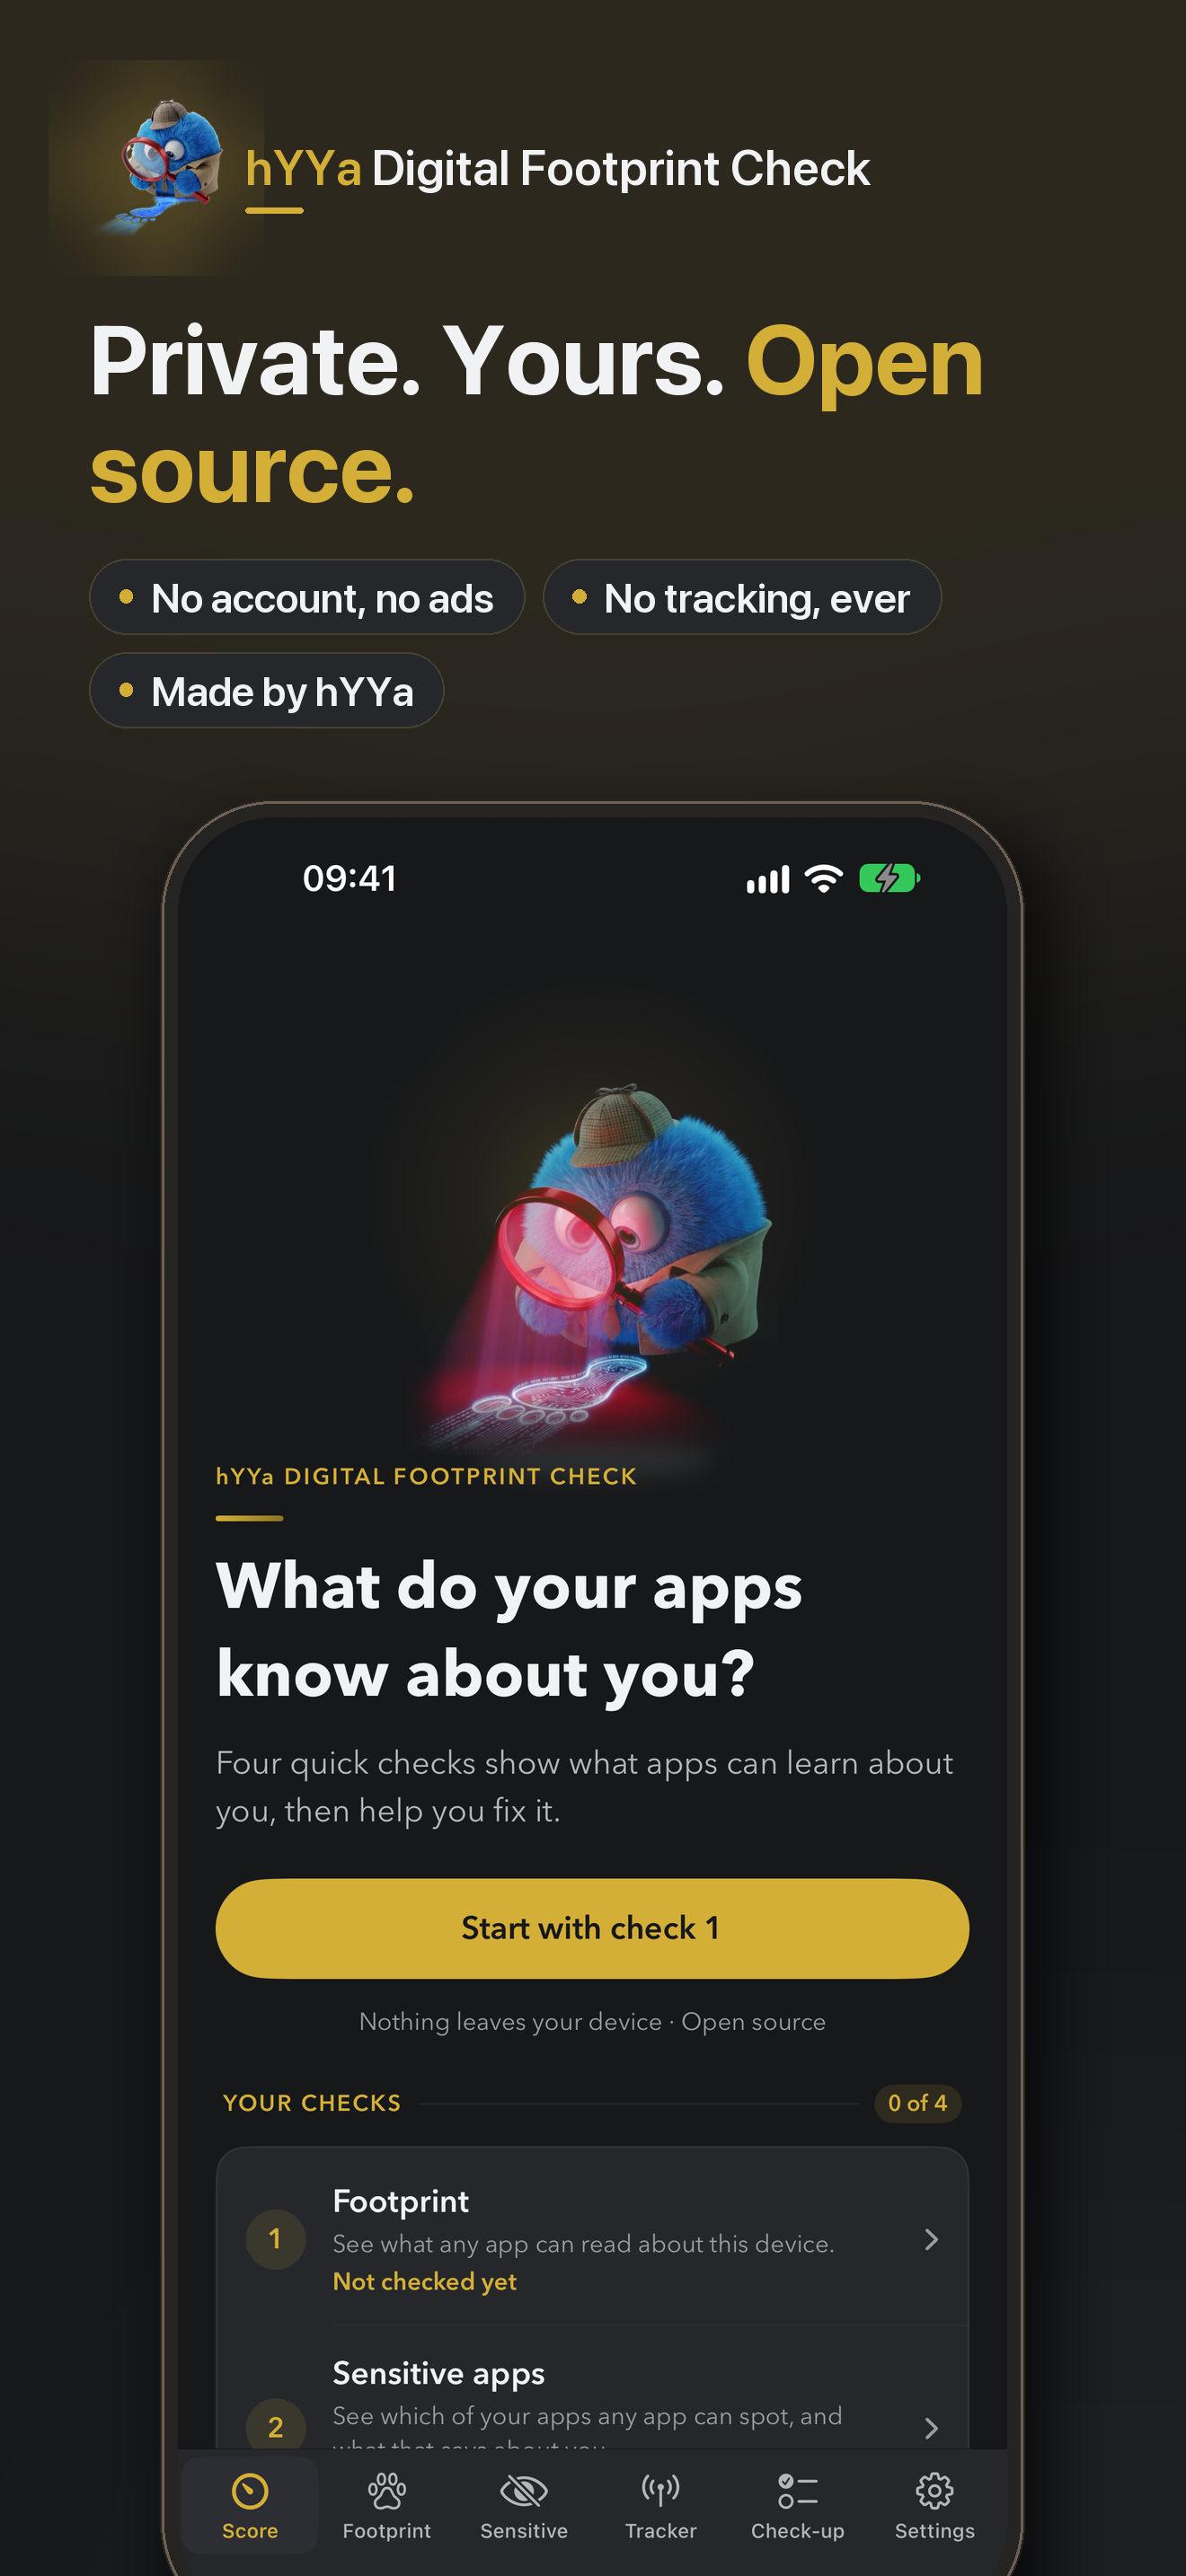 hYYa Digital Footprint Check
Private. Yours. Open
source.
No account, no ads
No tracking, ever
Made by hYYa
09:41
hYYa DIGITAL FOOTPRINT CHECK
What do your apps
know about you?
Four quick checks show what apps can learn about
you, then help you fix it.
Start with check 1
Nothing leaves your device · Open source
YOUR CHECKS
0 of 4
1
Footprint
See what any app can read about this device.
Not checked yet
2
Sensitive apps
See which of your apps any app can spot, and
what that says about you.
Score
Footprint
Sensitive
Tracker
Check-up
Settings